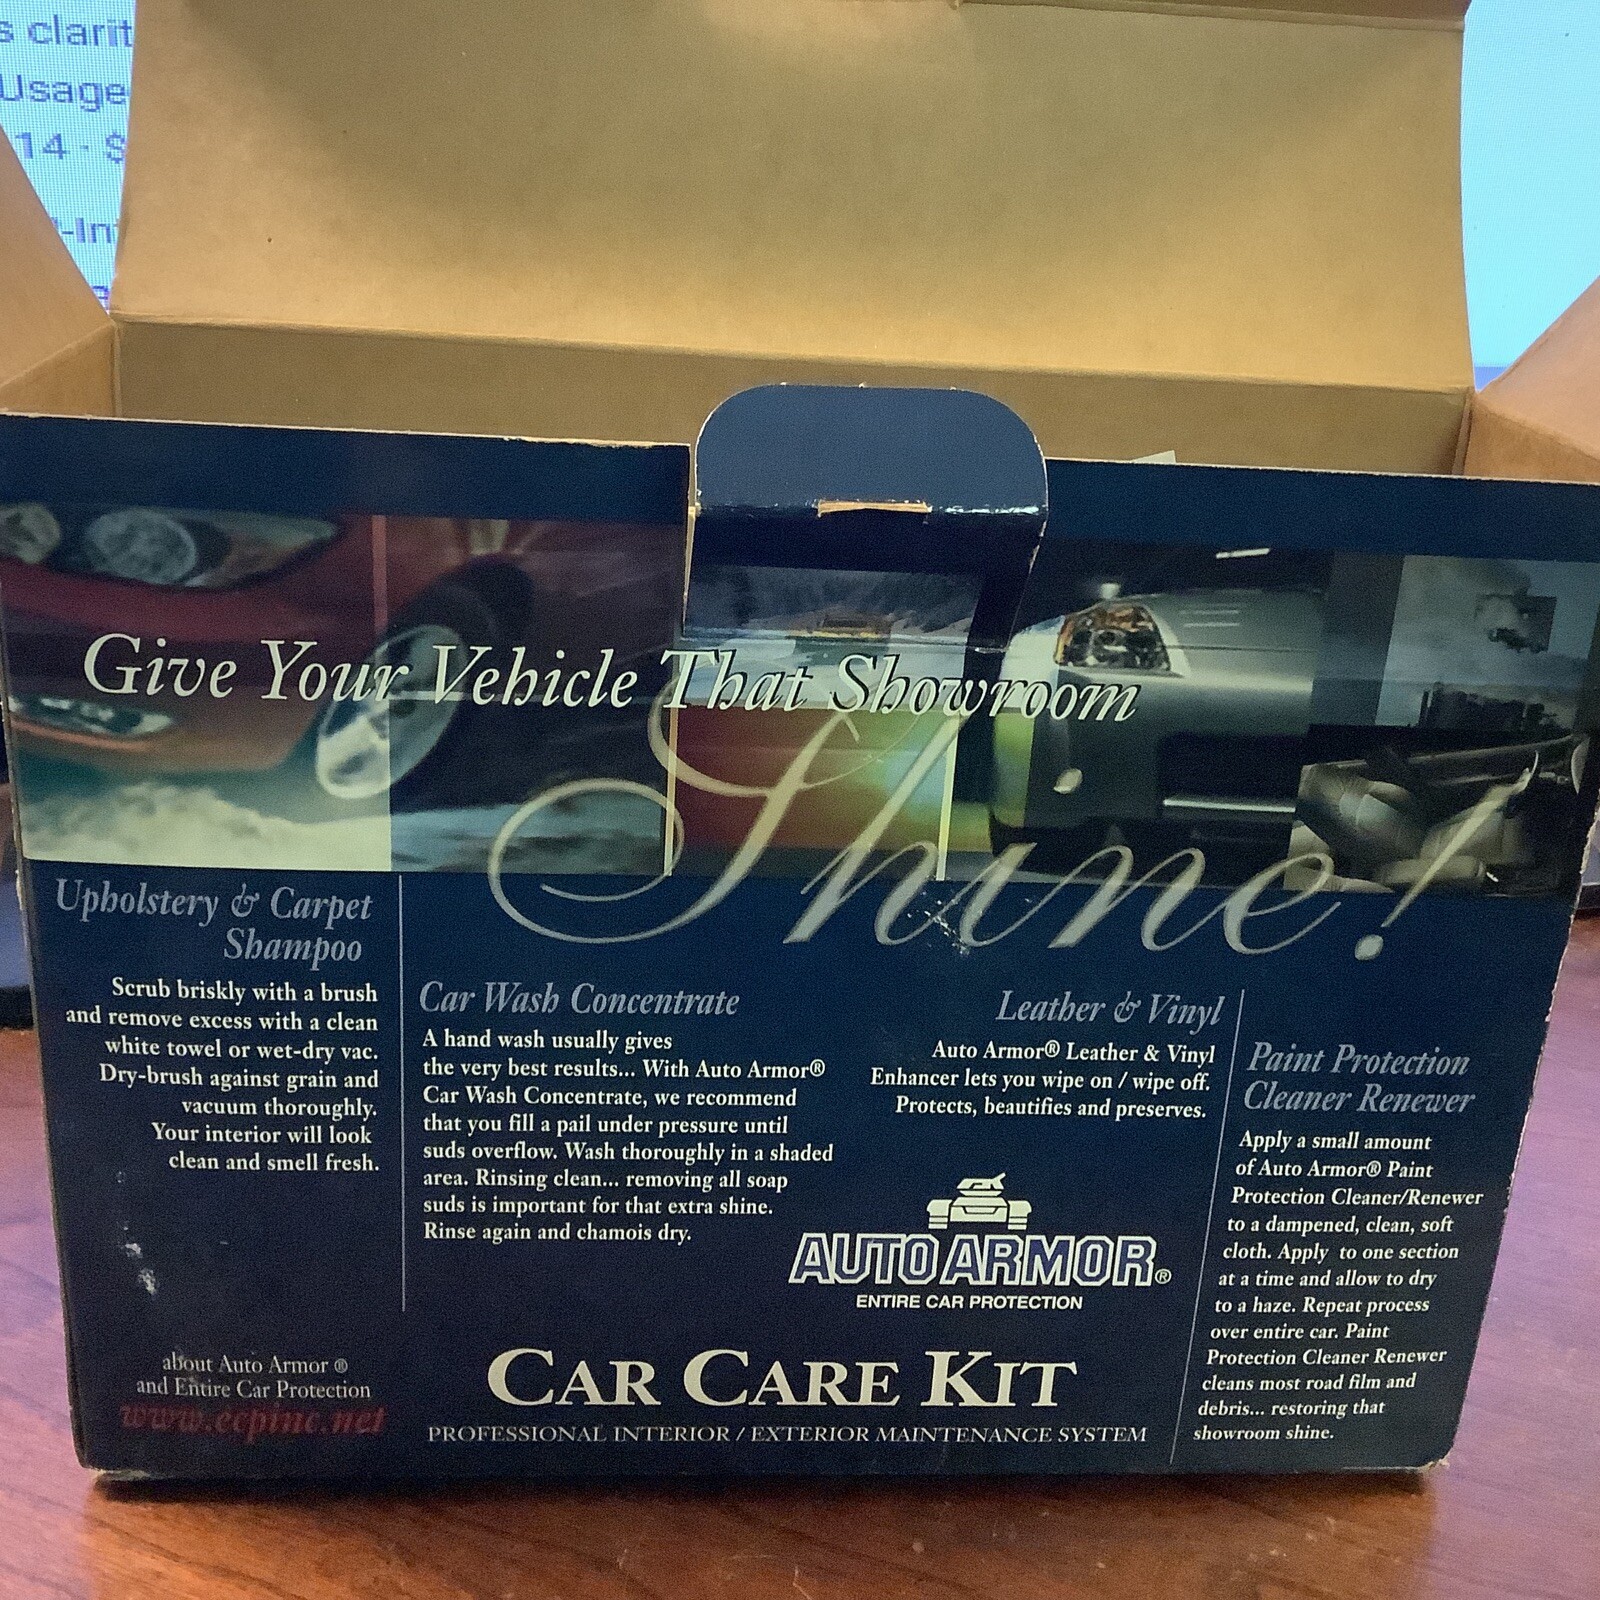 s clarit
Usage
14 · $
-In
Give Your Vehicle That Showroom
Shine!
Upholstery & Carpet
Shampoo
Scrub briskly with a brush
and remove excess with a clean
white towel or wet-dry vac.
Dry-brush against grain and
vacuum thoroughly.
Your interior will look
clean and smell fresh.
Car Wash Concentrate
A hand wash usually gives
the very best results... With Auto Armor®
Car Wash Concentrate, we recommend
that you fill a pail under pressure until
suds overflow. Wash thoroughly in a shaded
area. Rinsing clean... removing all soap
suds is important for that extra shine.
Rinse again and chamois dry.
Leather & Vinyl
Auto Armor® Leather & Vinyl
Enhancer lets you wipe on / wipe off.
Protects, beautifies and preserves.
Paint Protection
Cleaner Renewer
Apply a small amount
of Auto Armor® Paint
Protection Cleaner/Renewer
to a dampened, clean, soft
cloth. Apply to one section
at a time and allow to dry
to a haze. Repeat process
over entire car. Paint
Protection Cleaner Renewer
cleans most road film and
debris... restoring that
showroom shine.
AUTO ARMOR®
ENTIRE CAR PROTECTION
CAR CARE KIT
PROFESSIONAL INTERIOR / EXTERIOR MAINTENANCE SYSTEM
about Auto Armor ®
and Entire Car Protection
www.ecpinc.net